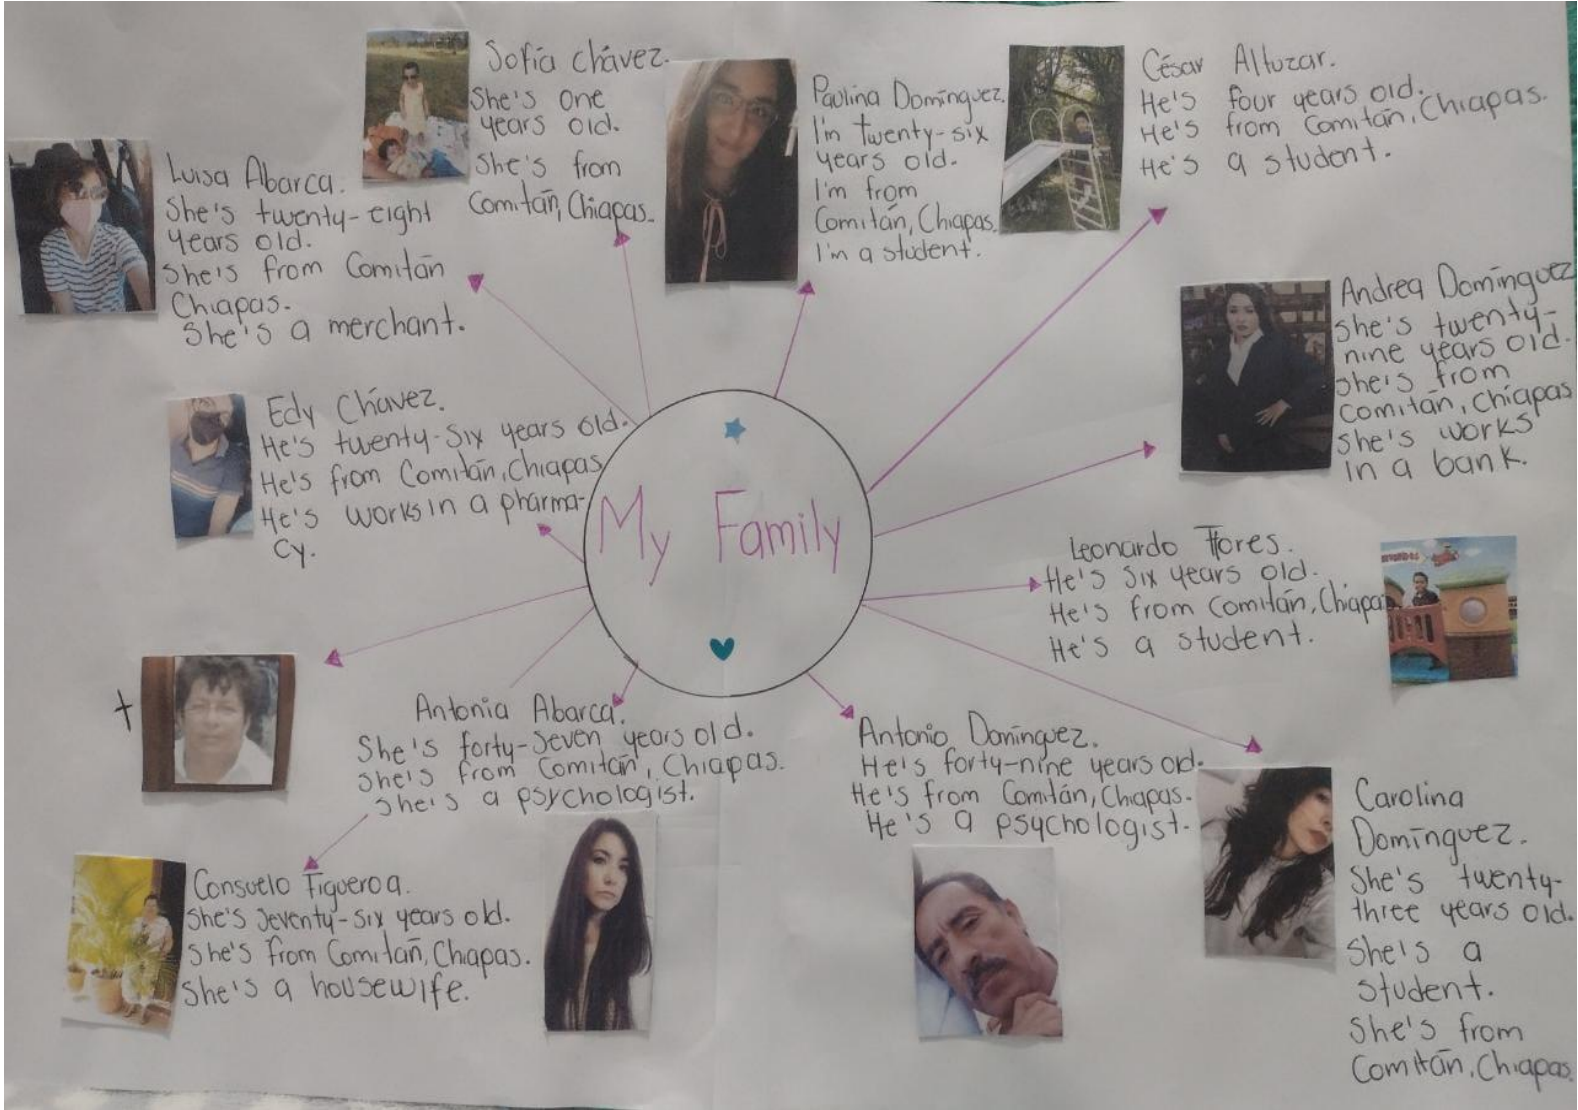 Sofía Chávez.
She's one
years old.
She's from
Comitán, Chiapas.
Luisa Abarca.
She's twenty-eight
years old.
She's from Comitán
Chiapas.
She's a merchant.
Paulina Domínguez.
I'm twenty-six
years old.
I'm from
Comitán, Chiapas.
I'm a student.
César Altuzar.
He's four years old.
He's from Comitán, Chiapas.
He's a student.
Andrea Domínguez
She's twenty-
nine years old.
She's from
Comitan, Chiapas
She's works
in a bank.
Edy Chávez.
He's twenty-six years old.
He's from Comitán, Chiapas
He's works in a pharma-
cy.
My Family
Leonardo Flores.
He's six years old.
He's from Comitán, Chiapa
He's a student.
Antonia Abarca.
She's forty-seven years old.
She's from Comitán, Chiapas.
She's a psychologist.
Antonio Domínguez.
He's forty-nine years old.
He's from Comitán, Chiapas.
He's a psychologist.
Consuelo Figueroa.
She's seventy-six years old.
She's from Comitán, Chiapas.
She's a housewife.
Carolina
Domínguez.
She's twenty-
three years old.
She's a
student.
She's from
Comitán, Chiapas.